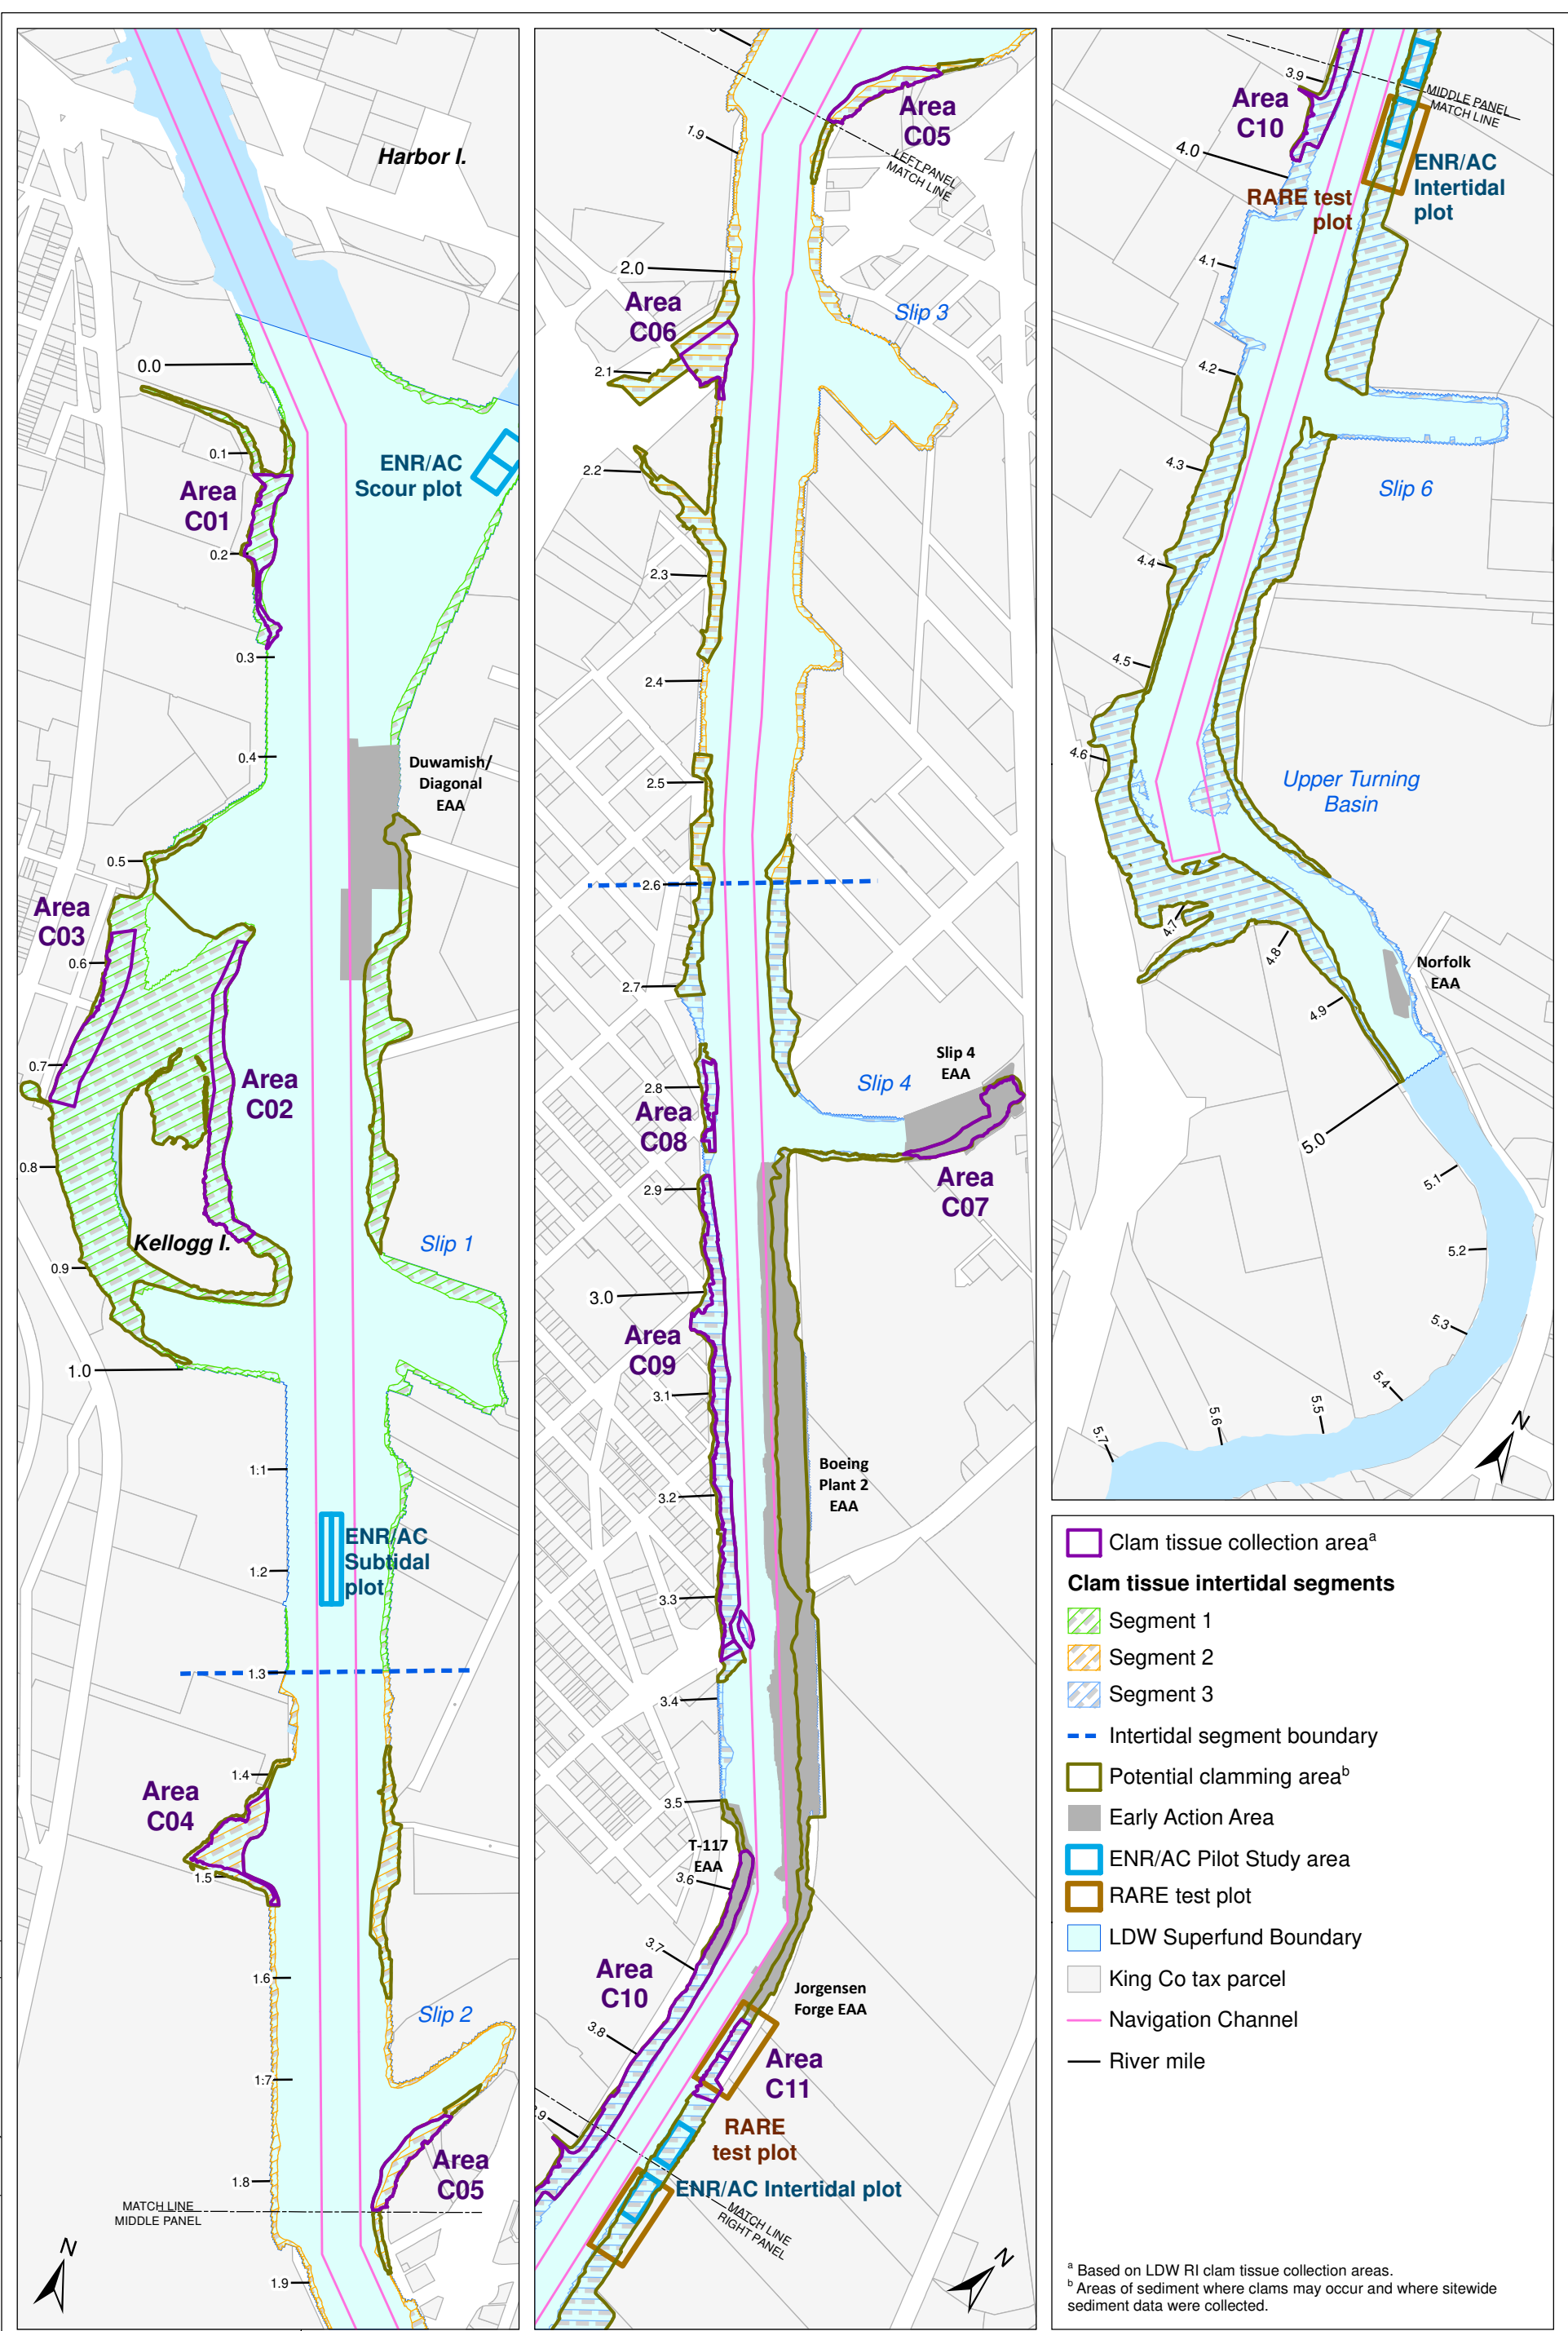 Harbor I.
0.0
0.1
ENR/AC
Scour plot
Area
C01
0.2
0.3
0.4
Duwamish/
Diagonal
EAA
0.5
Area
C03
0.6
0.7
Area
C02
0.8
Kellogg I.
Slip 1
0.9
1.0
1.1
ENR/AC
Subtidal
plot
1.2
1.3
1.4
Area
C04
1.5
1.6
Slip 2
1.7
Area
C05
1.8
MATCH LINE
MIDDLE PANEL
N
1.9
Area
C05
1.9
LEFT PANEL
MATCH LINE
2.0
Area
C06
Slip 3
2.1
2.2
2.3
2.4
2.5
2.6
2.7
Slip 4
EAA
Slip 4
2.8
Area
C08
Area
C07
2.9
3.0
Area
C09
3.1
Boeing
Plant 2
EAA
3.2
3.3
3.4
3.5
T-117
EAA
3.6
3.7
Area
C10
Jorgensen
Forge EAA
3.8
Area
C11
RARE
test plot
ENR/AC Intertidal plot
MATCH LINE
RIGHT PANEL
N
3.9
Area
C10
MIDDLE PANEL
MATCH LINE
4.0
ENR/AC
Intertidal
plot
RARE test
plot
4.1
4.2
4.3
Slip 6
4.4
4.5
4.6
Upper Turning
Basin
4.7
4.8
Norfolk
EAA
4.9
5.0
5.1
5.2
5.3
5.4
5.5
5.6
5.7
N
Clam tissue collection area^a
Clam tissue intertidal segments
Segment 1
Segment 2
Segment 3
Intertidal segment boundary
Potential clamming area^b
Early Action Area
ENR/AC Pilot Study area
RARE test plot
LDW Superfund Boundary
King Co tax parcel
Navigation Channel
River mile
^a Based on LDW RI clam tissue collection areas.
^b Areas of sediment where clams may occur and where sitewide
sediment data were collected.